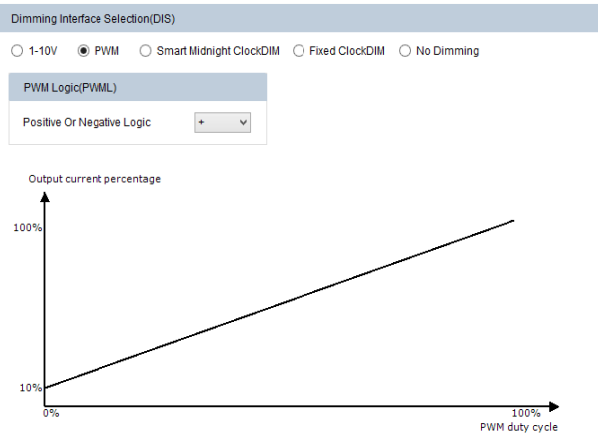 Dimming Interface Selection(DIS)
1-10V PWM Smart Midnight ClockDIM Fixed ClockDIM No Dimming
PWM Logic(PWML)
Positive Or Negative Logic +
Output current percentage
100%
10%
0% 100%
PWM duty cycle